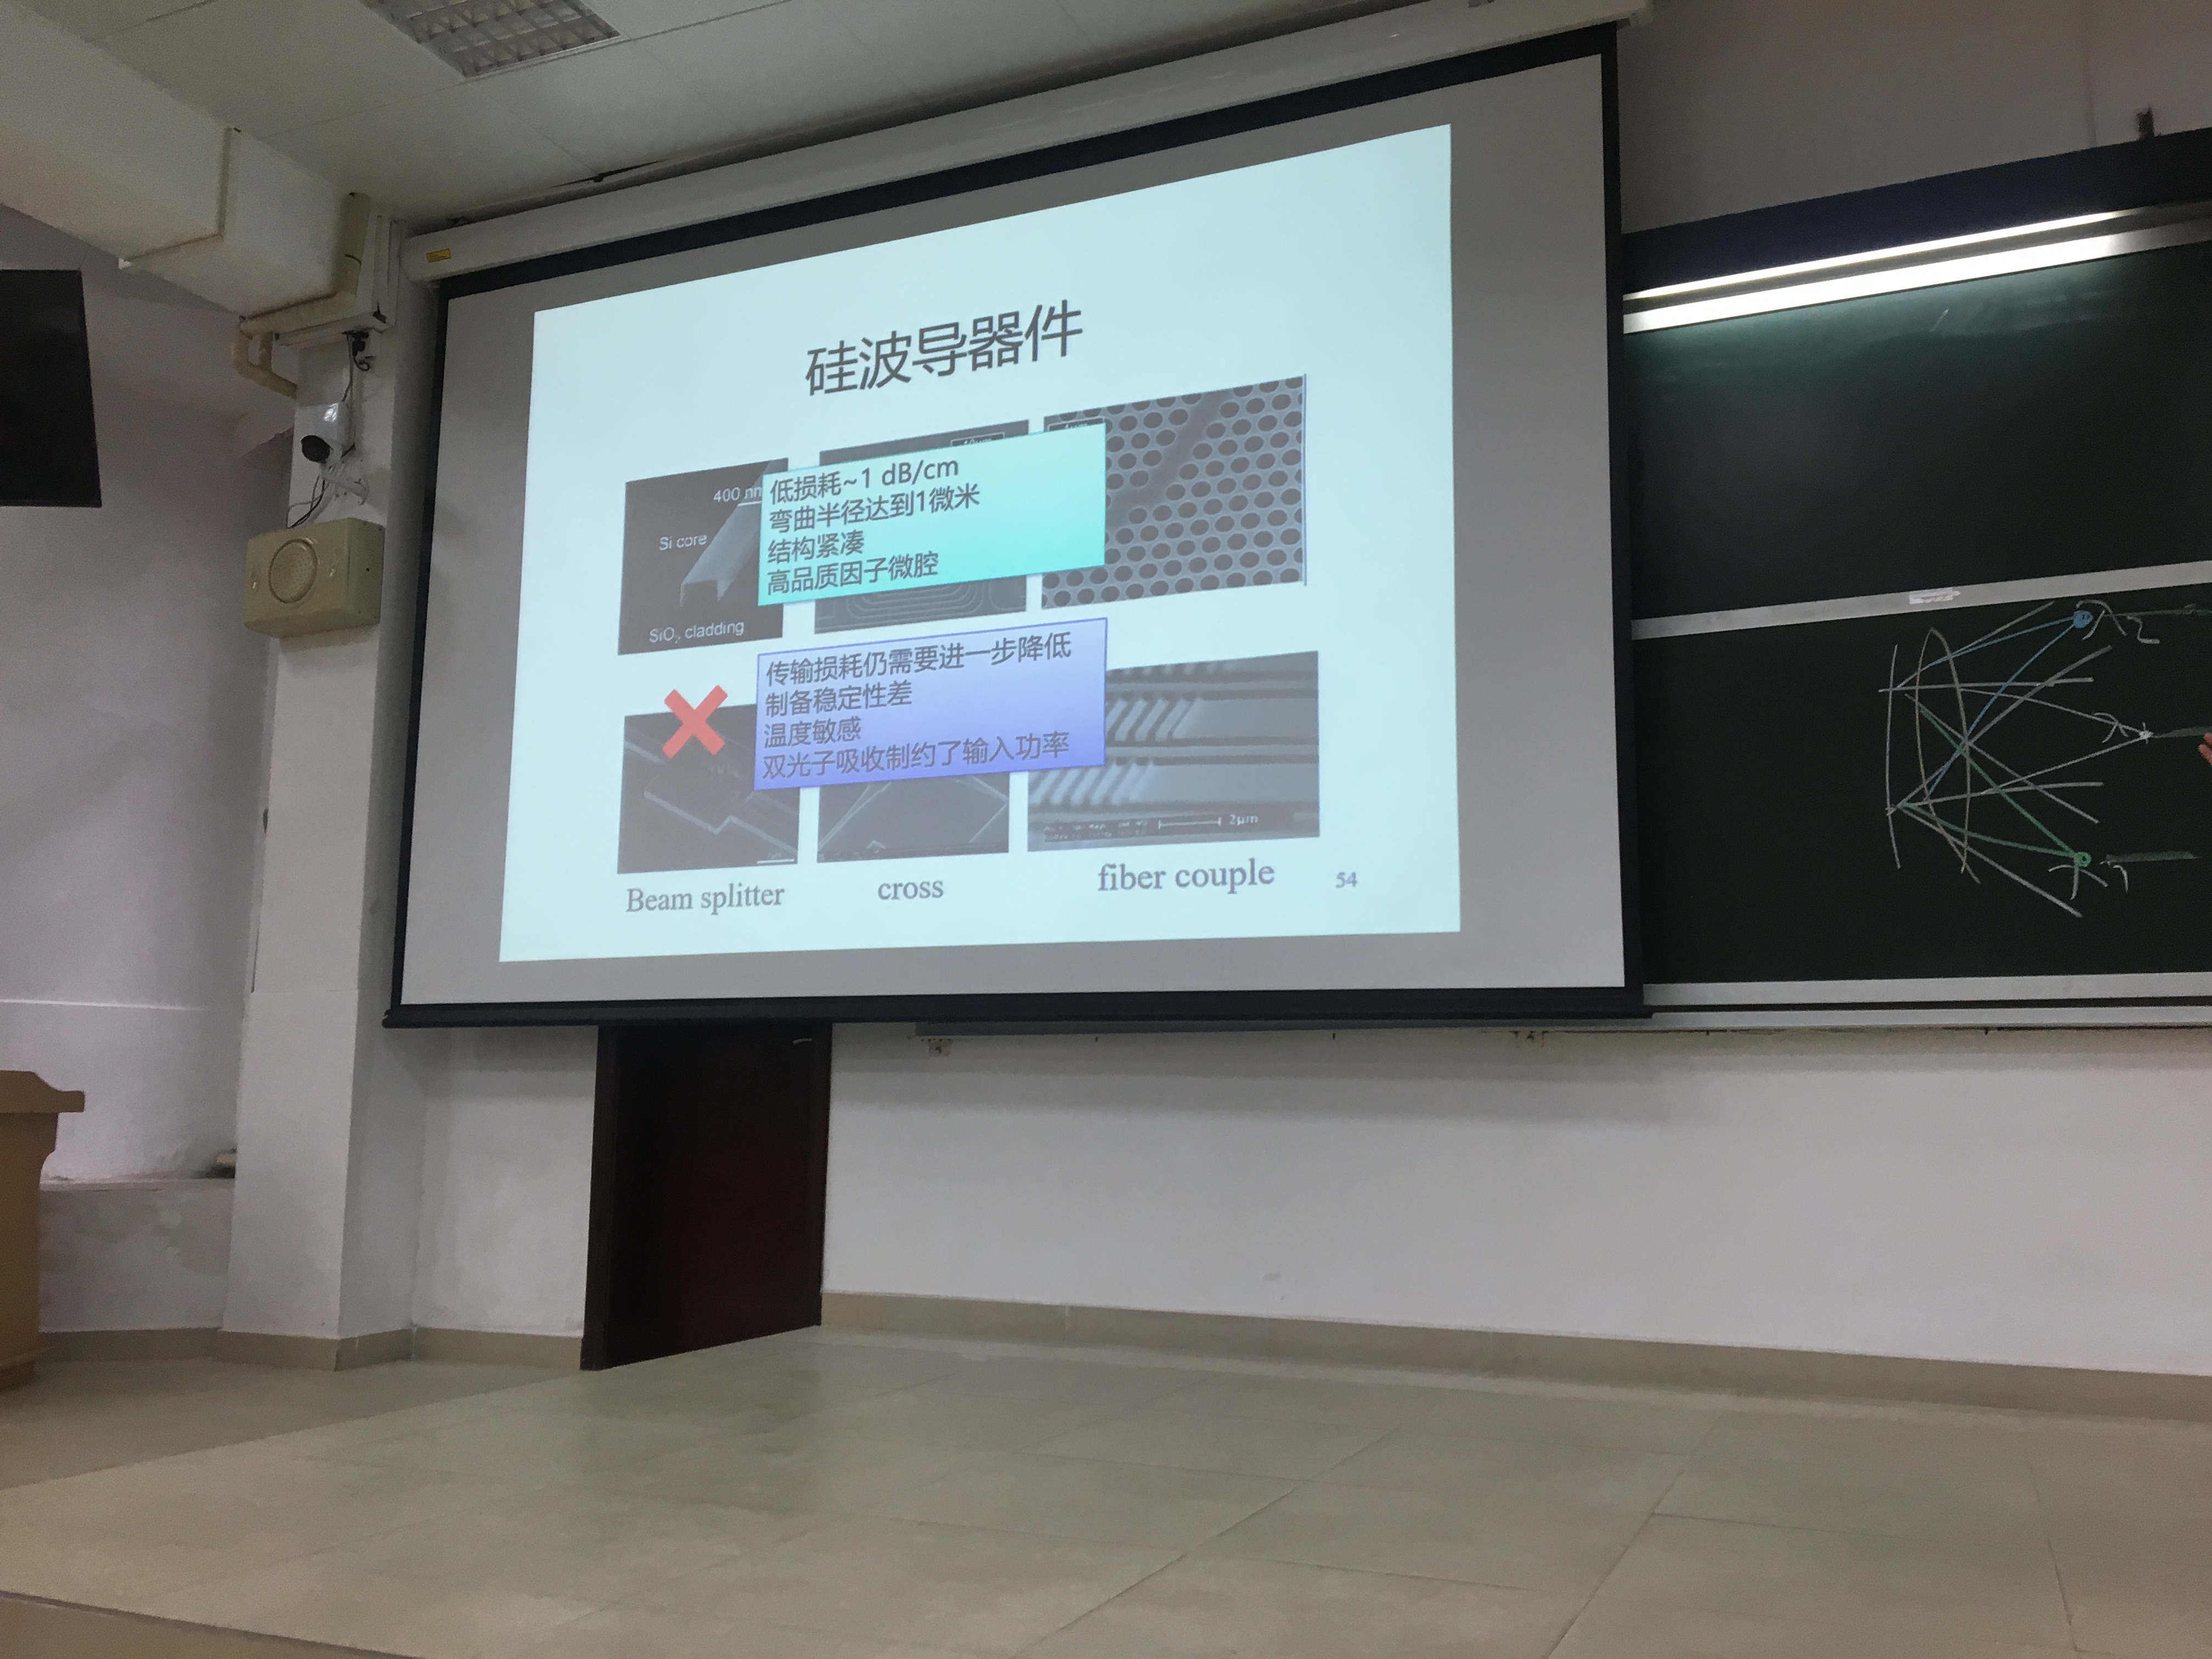 硅波导器件
400 nm
Si core
SiO₂ cladding
低损耗~1 dB/cm
弯曲半径达到1微米
结构紧凑
高品质因子微腔
传输损耗仍需要进一步降低
制备稳定性差
温度敏感
双光子吸收制约了输入功率
2μm
Beam splitter
cross
fiber couple
54